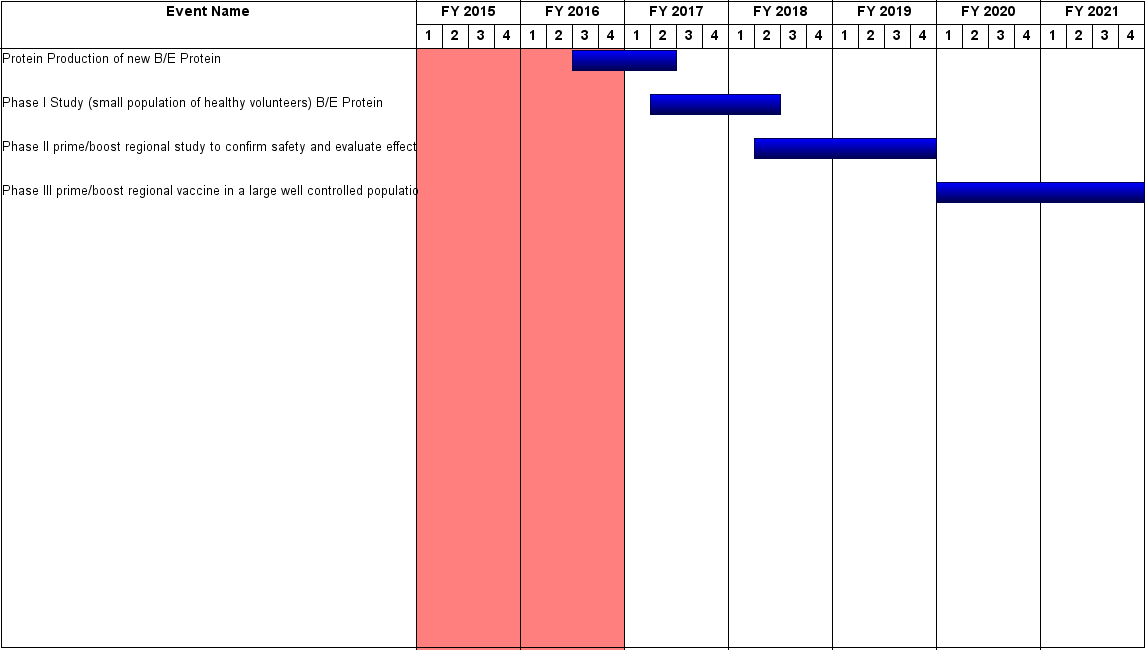 Event Name FY 2015 FY 2016 FY 2017 FY 2018 FY 2019 FY 2020 FY 2021
1 2 3 4 1 2 3 4 1 2 3 4 1 2 3 4 1 2 3 4 1 2 3 4 1 2 3 4
Protein Production of new B/E Protein
Phase I Study (small population of healthy volunteers) B/E Protein
Phase II prime/boost regional study to confirm safety and evaluate effect
Phase III prime/boost regional vaccine in a large well controlled populatio